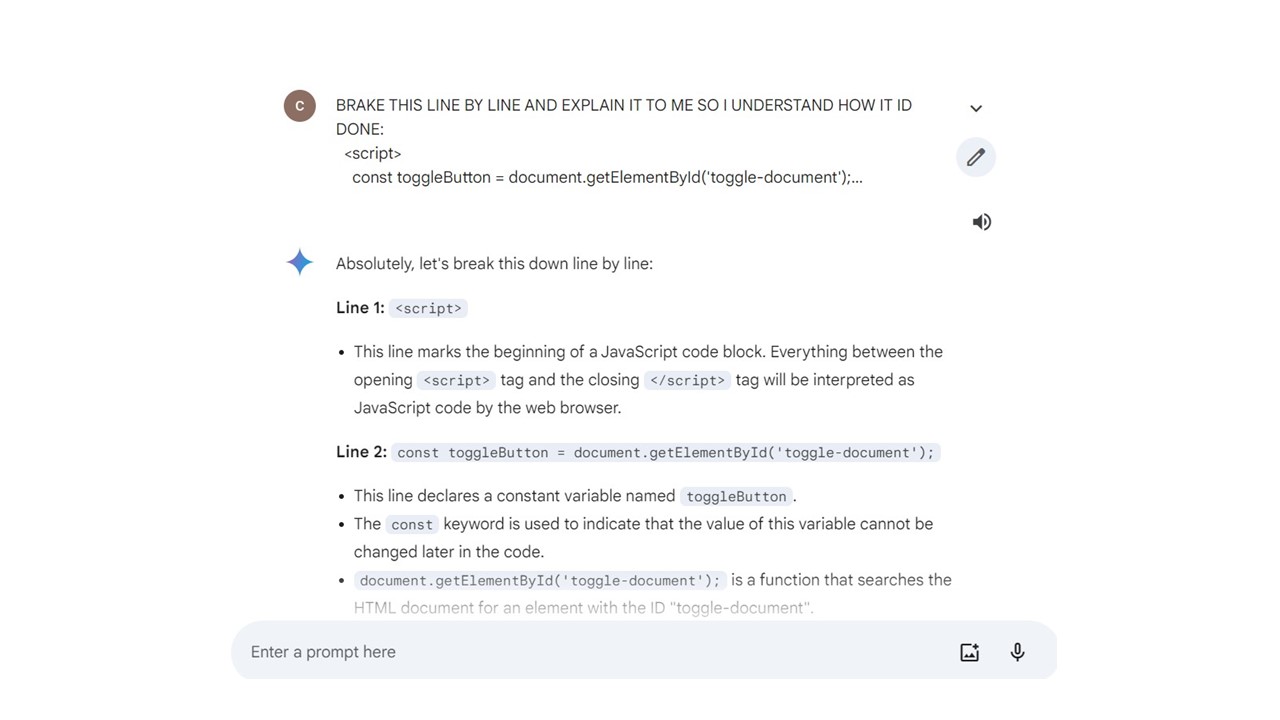 C
BRAKE THIS LINE BY LINE AND EXPLAIN IT TO ME SO I UNDERSTAND HOW IT ID
DONE:
<script>
const toggleButton = document.getElementById('toggle-document');...
Absolutely, let's break this down line by line:
Line 1: <script>
• This line marks the beginning of a JavaScript code block. Everything between the
opening <script> tag and the closing </script> tag will be interpreted as
JavaScript code by the web browser.
Line 2: const toggleButton = document.getElementById('toggle-document');
• This line declares a constant variable named toggleButton.
• The const keyword is used to indicate that the value of this variable cannot be
changed later in the code.
• document.getElementById('toggle-document'); is a function that searches the
HTML document for an element with the ID "toggle-document".
Enter a prompt here